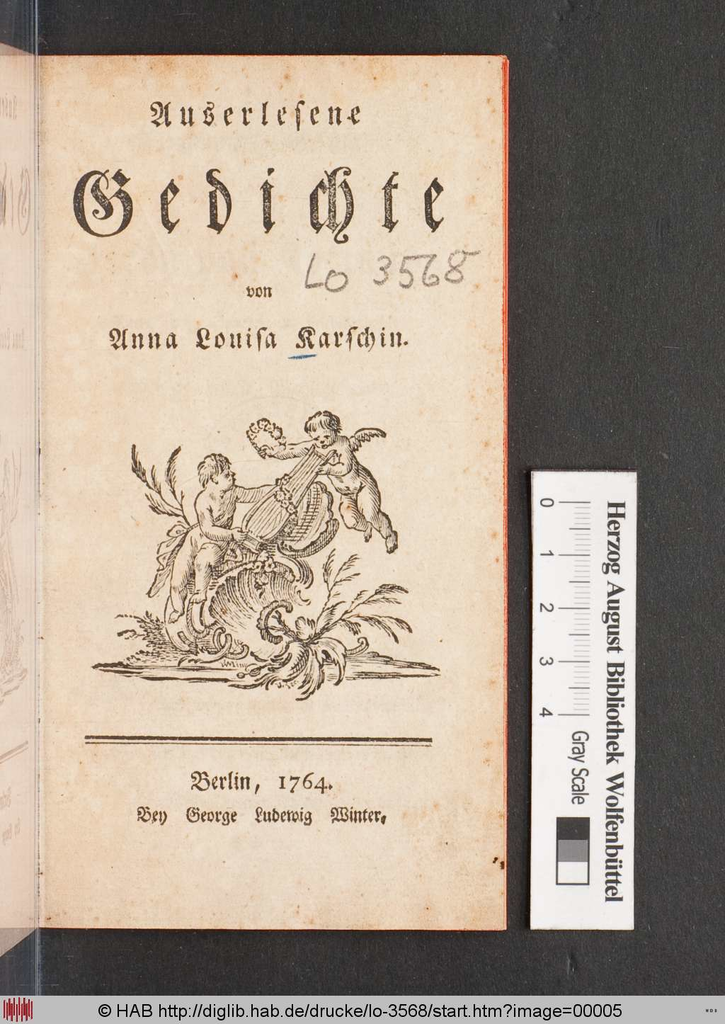 Auserlesene
Gedichte
Lo 3568
von
Anna Louisa Karschin.
Berlin, 1764.
Bey George Ludewig Winter.
Herzog August Bibliothek Wolfenbüttel
0 1 2 3 4
Gray Scale
© HAB http://diglib.hab.de/drucke/lo-3568/start.htm?image=00005